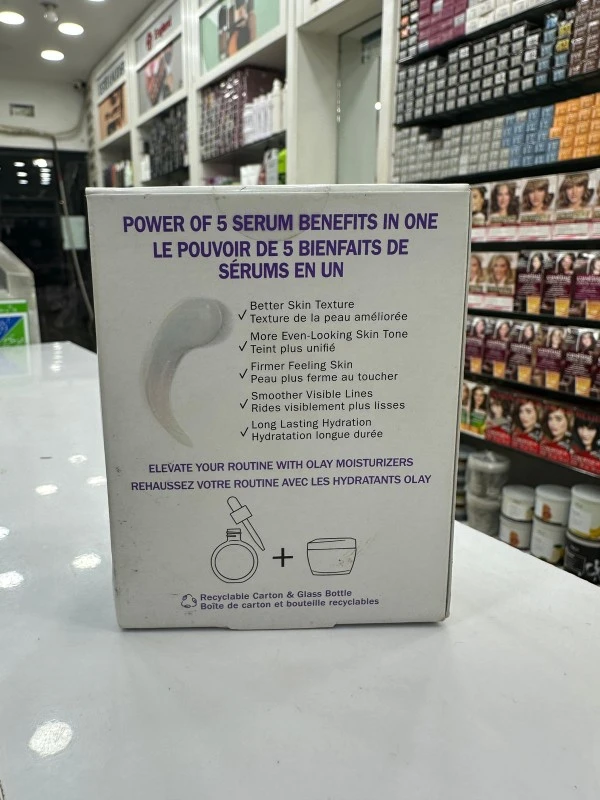 POWER OF 5 SERUM BENEFITS IN ONE
LE POUVOIR DE 5 BIENFAITS DE
SÉRUMS EN UN
Better Skin Texture
Texture de la peau améliorée
More Even-Looking Skin Tone
Teint plus unifié
Firmer Feeling Skin
Peau plus ferme au toucher
Smoother Visible Lines
Rides visiblement plus lisses
Long Lasting Hydration
Hydratation longue durée
ELEVATE YOUR ROUTINE WITH OLAY MOISTURIZERS
REHAUSSEZ VOTRE ROUTINE AVEC LES HYDRATANTS OLAY
+
Recyclable Carton & Glass Bottle
Boîte de carton et bouteille recyclables